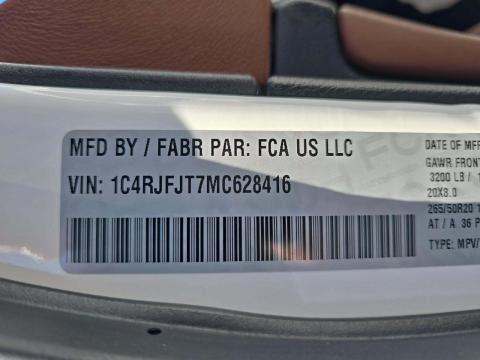 MFD BY / FABR PAR: FCA US LLC
VIN: 1C4RJFJT7MC628416
DATE OF MFR
GAWR FRONT
3200 LB /
20X8.0
265/50R20
AT / A 36 P
TYPE: MPV/